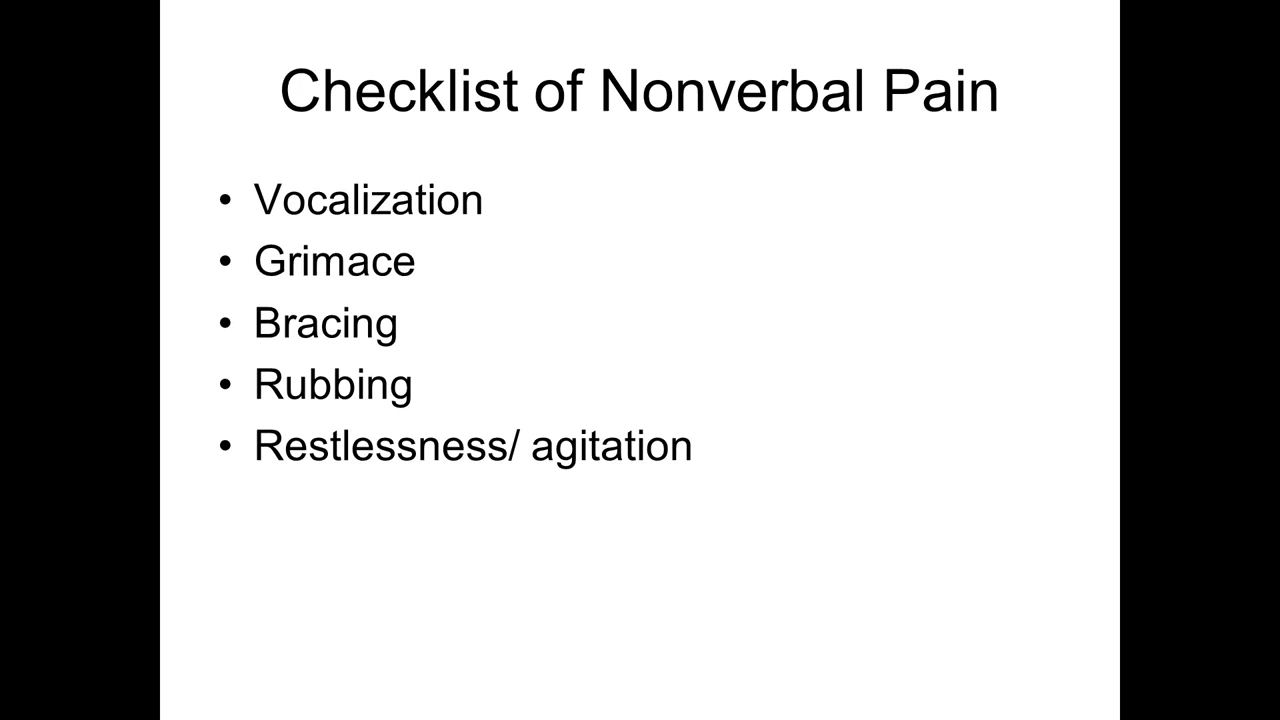 Checklist of Nonverbal Pain
• Vocalization
• Grimace
• Bracing
• Rubbing
• Restlessness/ agitation